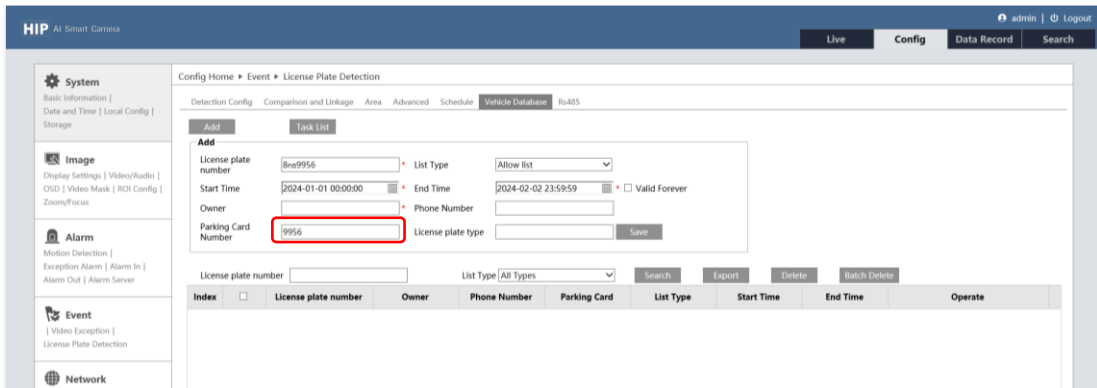 HIP AI Smart Camera
admin | Logout
Live Config Data Record Search
System
Basic Information |
Date and Time | Local Config |
Storage
Image
Display Settings | Video/Audio |
OSD | Video Mask | ROI Config |
Zoom/Focus
Alarm
Motion Detection |
Exception Alarm | Alarm In |
Alarm Out | Alarm Server
Event
| Video Exception |
License Plate Detection
Network
Config Home ▶ Event ▶ License Plate Detection
Detection Config Comparison and Linkage Area Advanced Schedule Vehicle Database Rs485
Add Task List
Add
License plate number 8กธ9956 * List Type Allow list
Start Time 2024-01-01 00:00:00 * End Time 2024-02-02 23:59:59 * Valid Forever
Owner * Phone Number
Parking Card Number 9956 License plate type Save
License plate number List Type All Types Search Export Delete Batch Delete
Index License plate number Owner Phone Number Parking Card List Type Start Time End Time Operate